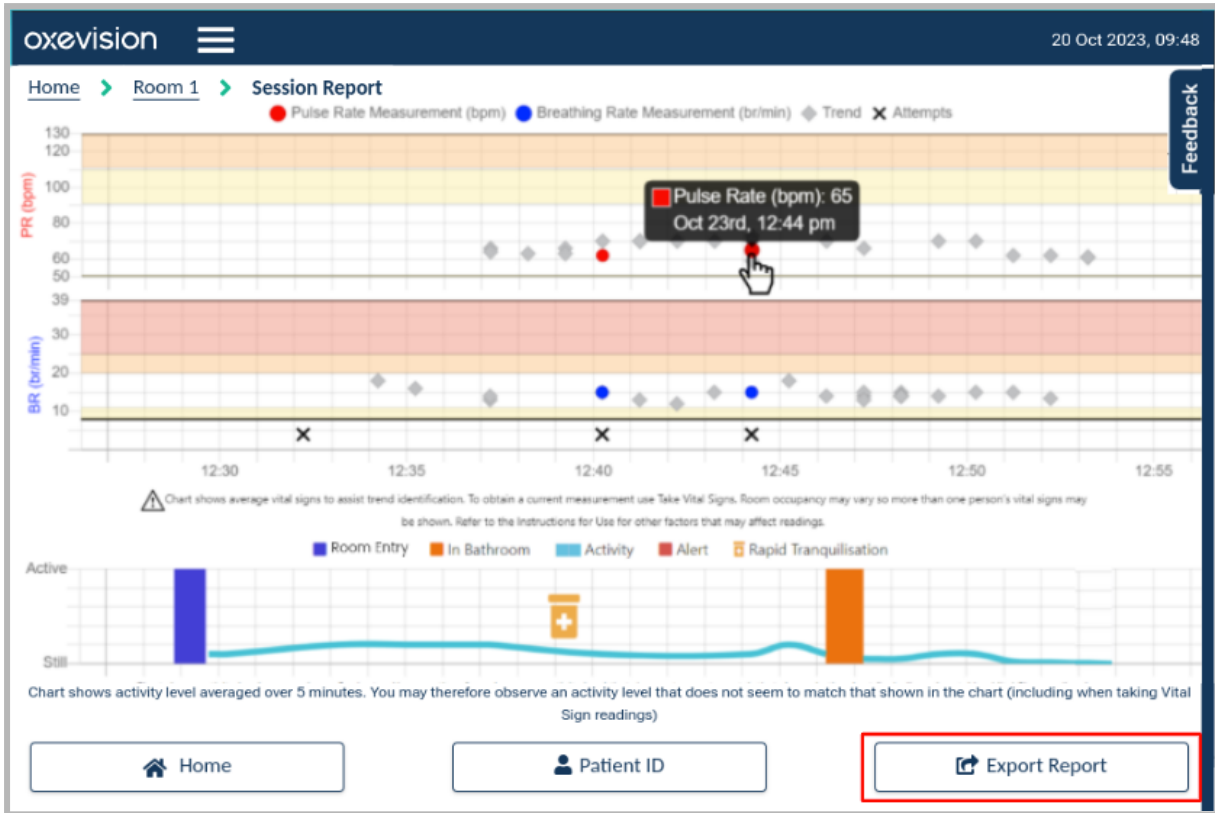 oxevision
20 Oct 2023, 09:48
Home > Room 1 > Session Report
Feedback
Pulse Rate Measurement (bpm) Breathing Rate Measurement (br/min) Trend Attempts
PR (bpm)
130
120
100
80
60
50
Pulse Rate (bpm): 65
Oct 23rd, 12:44 pm
BR (br/min)
39
30
20
10
12:30 12:35 12:40 12:45 12:50 12:55
Chart shows average vital signs to assist trend identification. To obtain a current measurement use Take Vital Signs. Room occupancy may vary so more than one person's vital signs may
be shown. Refer to the Instructions for Use for other factors that may affect readings.
Room Entry In Bathroom Activity Alert Rapid Tranquilisation
Active
Still
Chart shows activity level averaged over 5 minutes. You may therefore observe an activity level that does not seem to match that shown in the chart (including when taking Vital
Sign readings)
Home Patient ID Export Report